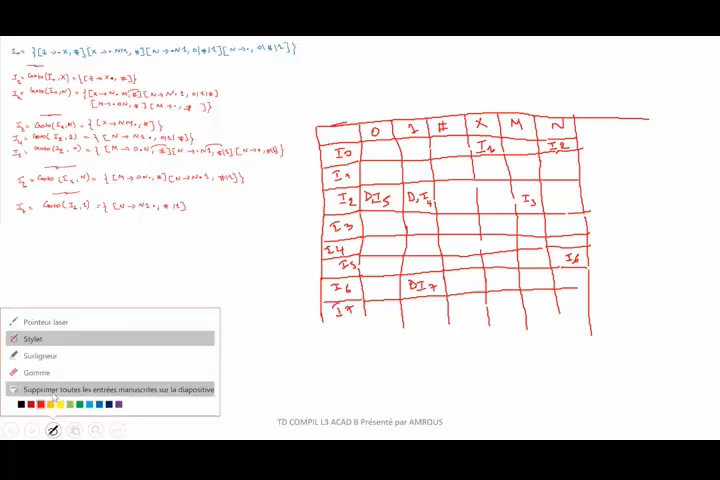 I₀ = {[Z → • X, #][X → • NM, #][N → • N1, 0|#|1][N → •, 0|#|1]}
I₁ = Goto(I₀, X) = {[Z → X•, #]}
I₂ = Goto(I₀, N) = {[X → N • M, #][N → N • 1, 0|1|#]
[M → • 0N, #][M → •, #]}
I₃ = Goto(I₂, M) = {[X → NM •, #]}
I₄ = Goto(I₂, 1) = {[N → N1 •, 0|1|#]}
I₅ = Goto(I₂, 0) = {[M → 0 • N, #][N → • N1, #|1][N → •, #|1]}
I₆ = Goto(I₅, N) = {[M → 0N •, #][N → N • 1, #|1]}
I₇ = Goto(I₆, 1) = {[N → N1 •, #|1]
0 1 # X M N
I0 I1 I2
I1
I2 DI5 D,I4 I3
I3
I4
I5 I6
I6 DI7
I7
Pointeur laser
Stylet
Surligneur
Gomme
Supprimer toutes les entrées manuscrites sur la diapositive
TD COMPIL L3 ACAD B Présenté par AMROUS